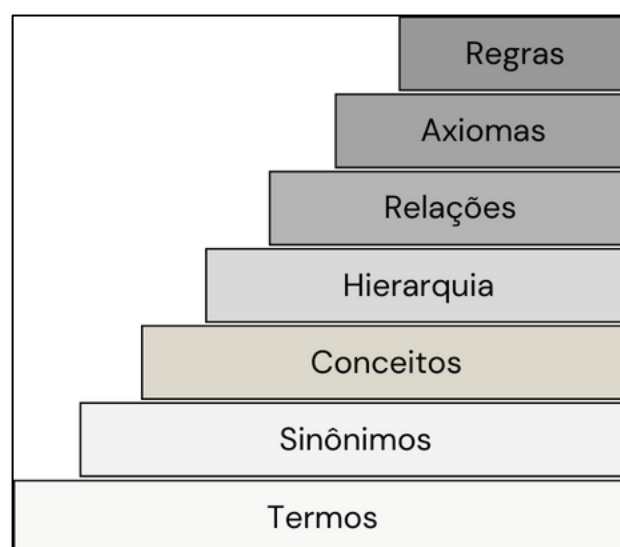 Regras
Axiomas
Relações
Hierarquia
Conceitos
Sinônimos
Termos